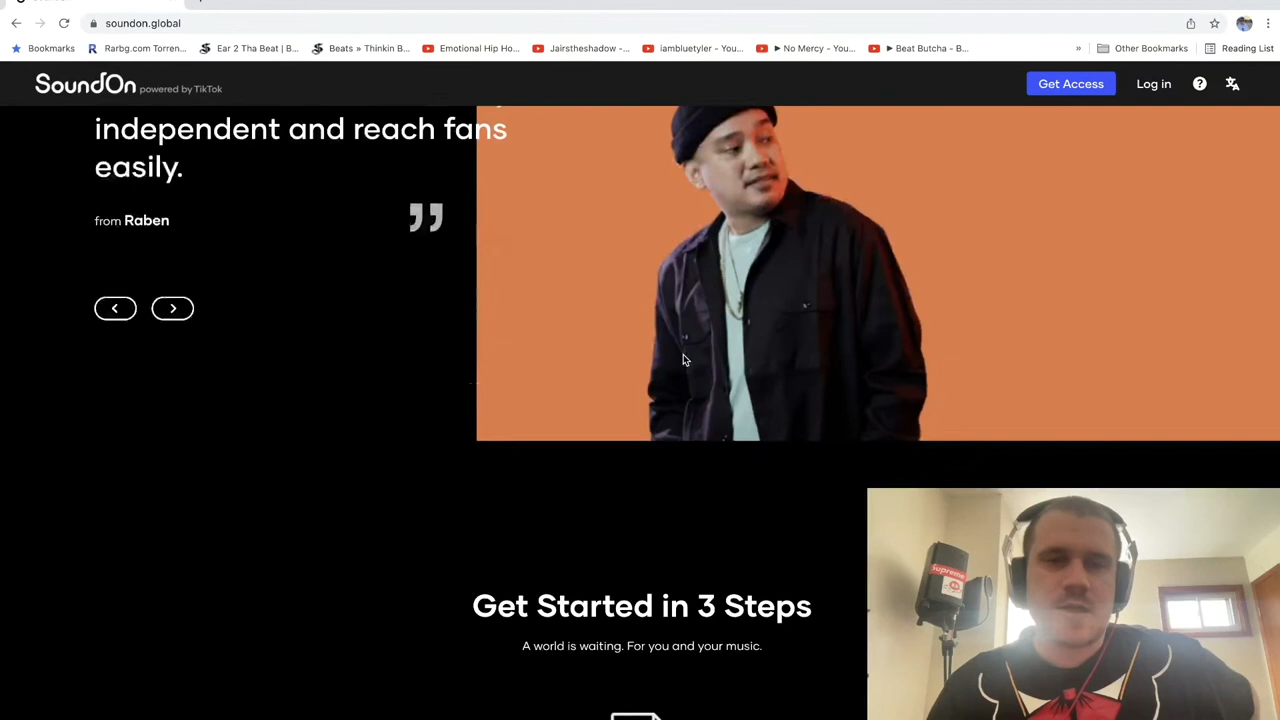 soundon.global
Bookmarks
Rarbg.com Torren...
Ear 2 Tha Beat | B...
Beats » Thinkin B...
Emotional Hip Ho...
Jairstheshadow -...
iambluetyler - You...
►No Mercy - You...
► Beat Butcha - B...
»
Other Bookmarks
Reading List
SoundOn powered by TikTok
Get Access
Log in
independent and reach fans
easily.
from Raben
”
Get Started in 3 Steps
A world is waiting. For you and your music.
Supreme